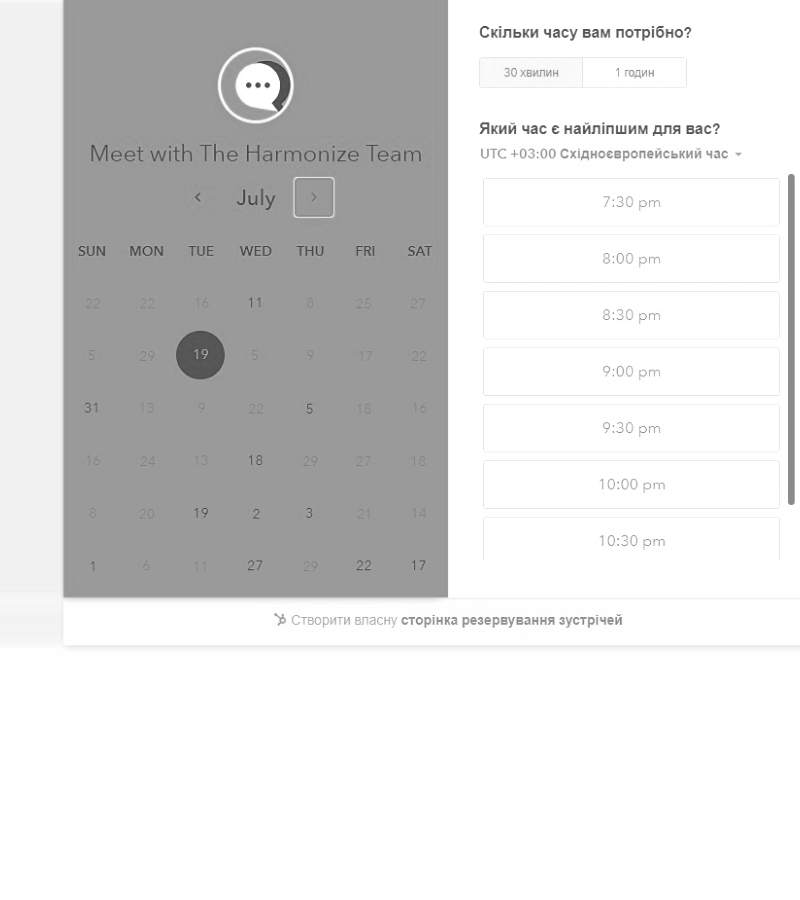 Meet with The Harmonize Team
July
SUN MON TUE WED THU FRI SAT
22 22 16 11 8 25 27
5 29 19 5 9 17 22
31 13 9 22 5 18 16
16 24 13 18 29 27 18
8 20 19 2 3 21 14
1 6 11 27 29 22 17
Скільки часу вам потрібно?
30 хвилин 1 годин
Який час є найліпшим для вас?
UTC +03:00 Східноєвропейський час
7:30 pm
8:00 pm
8:30 pm
9:00 pm
9:30 pm
10:00 pm
10:30 pm
Створити власну сторінка резервування зустрічей